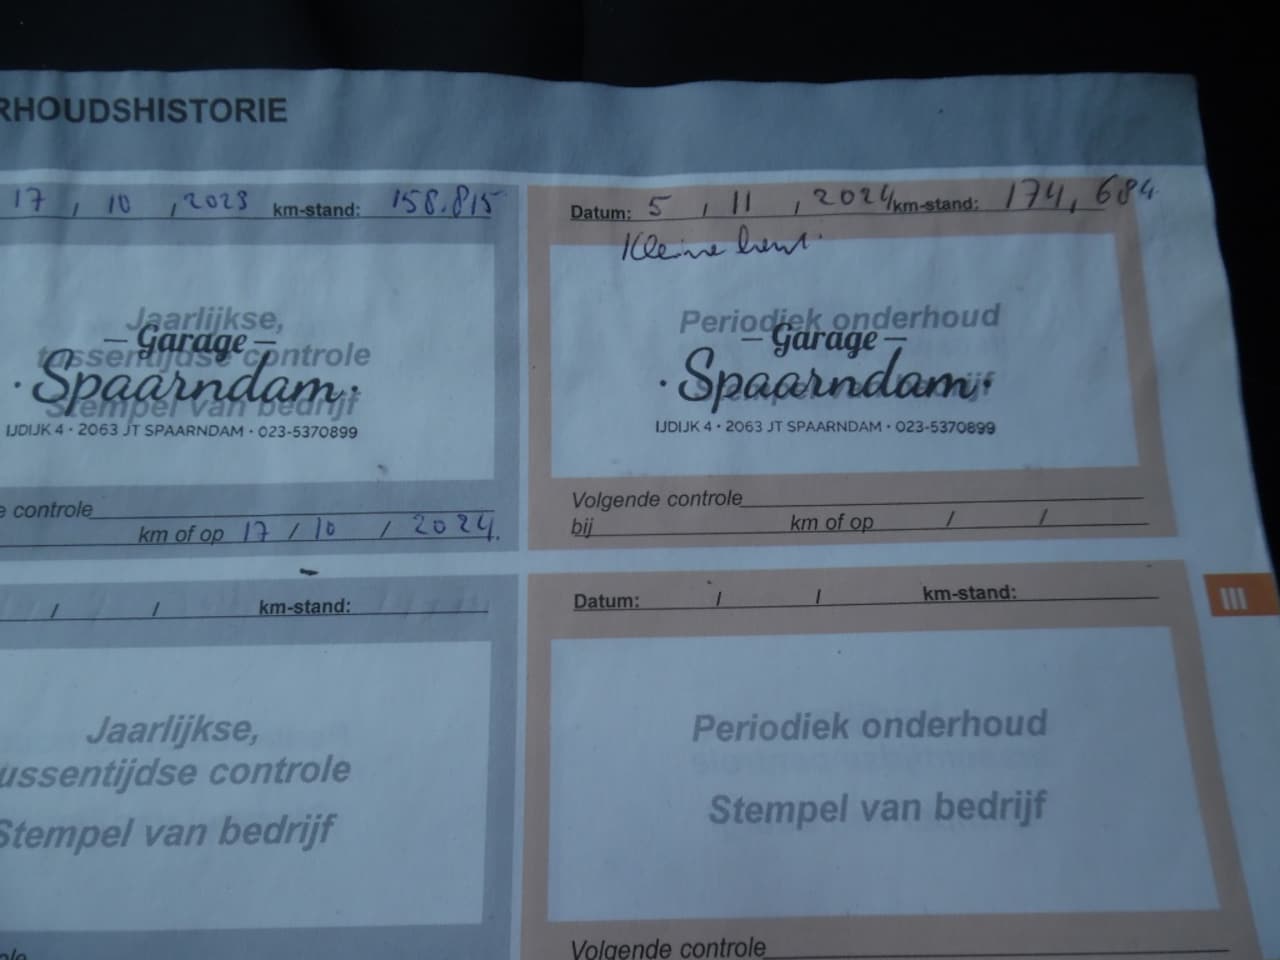 RHOUDSHISTORIE
17 / 10 / 2023 km-stand: 158.815
Jaarlijkse,
tussentijdse controle
Stempel van bedrijf
– Garage –
· Spaarndam ·
IJDIJK 4 · 2063 JT SPAARNDAM · 023-5370899
e controle
km of op 17 / 10 / 2024.
Datum: 5 / 11 / 2024 km-stand: 174,684
Kleine
Periodiek onderhoud
– Garage –
· Spaarndam ·
IJDIJK 4 · 2063 JT SPAARNDAM · 023-5370899
Volgende controle
bij km of op / /
/ / km-stand:
Jaarlijkse,
ussentijdse controle
Stempel van bedrijf
ole
Datum: / / km-stand:
Periodiek onderhoud
Stempel van bedrijf
Volgende controle
III